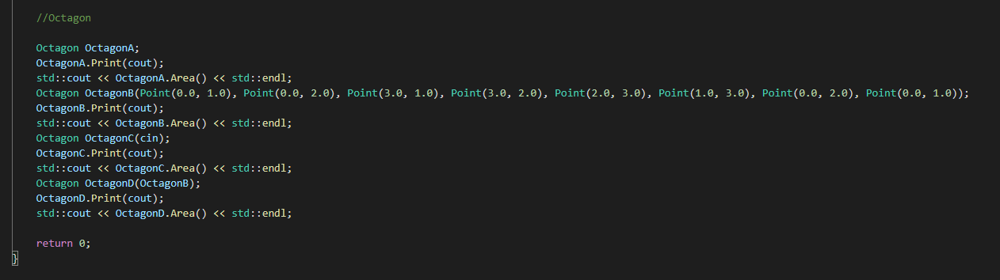 //Octagon
Octagon OctagonA;
OctagonA.Print(cout);
std::cout << OctagonA.Area() << std::endl;
Octagon OctagonB(Point(0.0, 1.0), Point(0.0, 2.0), Point(3.0, 1.0), Point(3.0, 2.0), Point(2.0, 3.0), Point(1.0, 3.0), Point(0.0, 2.0), Point(0.0, 1.0));
OctagonB.Print(cout);
std::cout << OctagonB.Area() << std::endl;
Octagon OctagonC(cin);
OctagonC.Print(cout);
std::cout << OctagonC.Area() << std::endl;
Octagon OctagonD(OctagonB);
OctagonD.Print(cout);
std::cout << OctagonD.Area() << std::endl;
return 0;
}